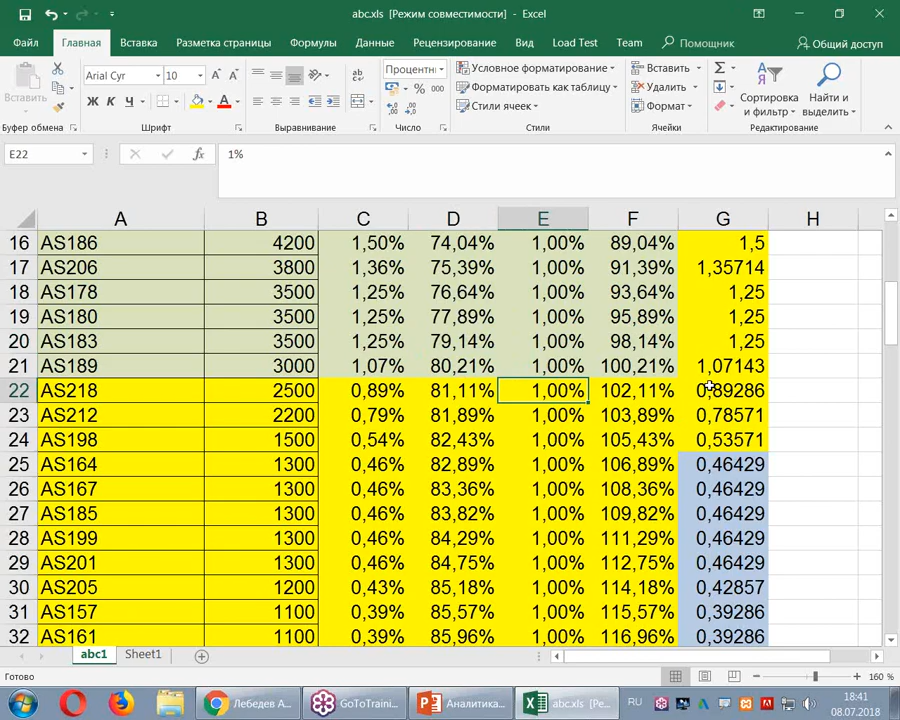 abc.xls [Режим совместимости] - Excel
Файл Главная Вставка Разметка страницы Формулы Данные Рецензирование Вид Load Test Team Помощник Общий доступ
Вставить
Arial Cyr 10
Ж К Ч
Процентн
% 000
Условное форматирование
Форматировать как таблицу
Стили ячеек
Вставить
Удалить
Формат
Сортировка и фильтр
Найти и выделить
Буфер обмена Шрифт Выравнивание Число Стили Ячейки Редактирование
E22 fx 1%
A B C D E F G H
16 AS186 4200 1,50% 74,04% 1,00% 89,04% 1,5
17 AS206 3800 1,36% 75,39% 1,00% 91,39% 1,35714
18 AS178 3500 1,25% 76,64% 1,00% 93,64% 1,25
19 AS180 3500 1,25% 77,89% 1,00% 95,89% 1,25
20 AS183 3500 1,25% 79,14% 1,00% 98,14% 1,25
21 AS189 3000 1,07% 80,21% 1,00% 100,21% 1,07143
22 AS218 2500 0,89% 81,11% 1,00% 102,11% 0,89286
23 AS212 2200 0,79% 81,89% 1,00% 103,89% 0,78571
24 AS198 1500 0,54% 82,43% 1,00% 105,43% 0,53571
25 AS164 1300 0,46% 82,89% 1,00% 106,89% 0,46429
26 AS167 1300 0,46% 83,36% 1,00% 108,36% 0,46429
27 AS185 1300 0,46% 83,82% 1,00% 109,82% 0,46429
28 AS199 1300 0,46% 84,29% 1,00% 111,29% 0,46429
29 AS201 1300 0,46% 84,75% 1,00% 112,75% 0,46429
30 AS205 1200 0,43% 85,18% 1,00% 114,18% 0,42857
31 AS157 1100 0,39% 85,57% 1,00% 115,57% 0,39286
32 AS161 1100 0,39% 85,96% 1,00% 116,96% 0,39286
abc1 Sheet1
Готово 160 %
Лебедев А... GoToTraini... Аналитика... abc.xls [Ре... RU 18:41
08.07.2018